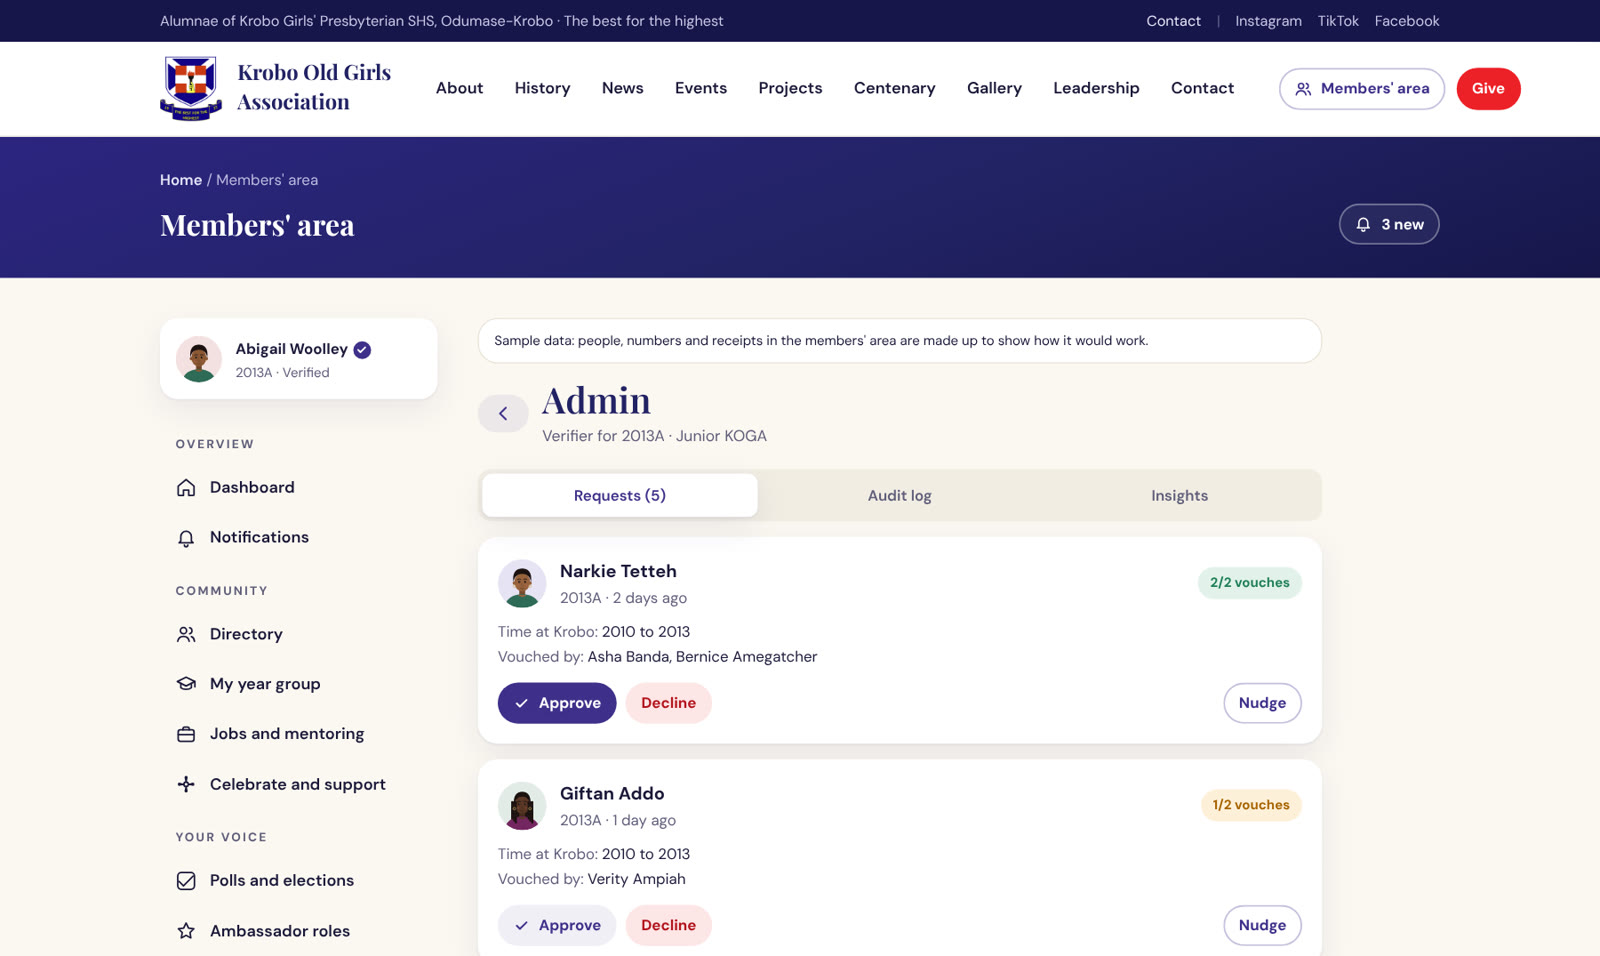 Alumnae of Krobo Girls' Presbyterian SHS, Odumase-Krobo · The best for the highest
Contact | Instagram TikTok Facebook
Krobo Old Girls
Association
About History News Events Projects Centenary Gallery Leadership Contact
Members' area
Give
Home / Members' area
Members' area
3 new
Abigail Woolley
2013A · Verified
OVERVIEW
Dashboard
Notifications
COMMUNITY
Directory
My year group
Jobs and mentoring
Celebrate and support
YOUR VOICE
Polls and elections
Ambassador roles
Sample data: people, numbers and receipts in the members' area are made up to show how it would work.
Admin
Verifier for 2013A · Junior KOGA
Requests (5) Audit log Insights
Narkie Tetteh
2013A · 2 days ago
2/2 vouches
Time at Krobo: 2010 to 2013
Vouched by: Asha Banda, Bernice Amegatcher
Approve Decline Nudge
Giftan Addo
2013A · 1 day ago
1/2 vouches
Time at Krobo: 2010 to 2013
Vouched by: Verity Ampiah
Approve Decline Nudge